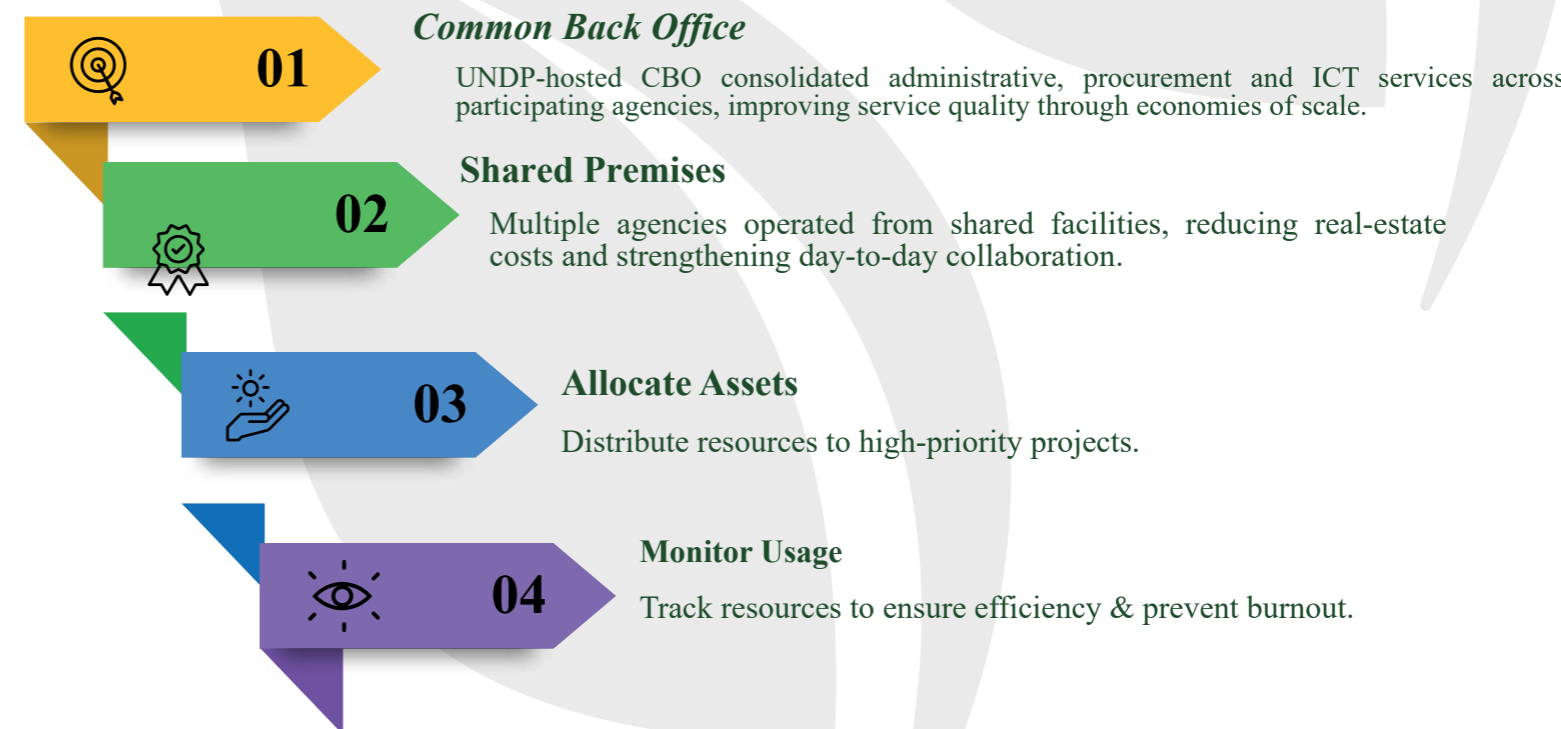 01
Common Back Office
UNDP-hosted CBO consolidated administrative, procurement and ICT services across
participating agencies, improving service quality through economies of scale.
02
Shared Premises
Multiple agencies operated from shared facilities, reducing real-estate
costs and strengthening day-to-day collaboration.
03
Allocate Assets
Distribute resources to high-priority projects.
04
Monitor Usage
Track resources to ensure efficiency & prevent burnout.